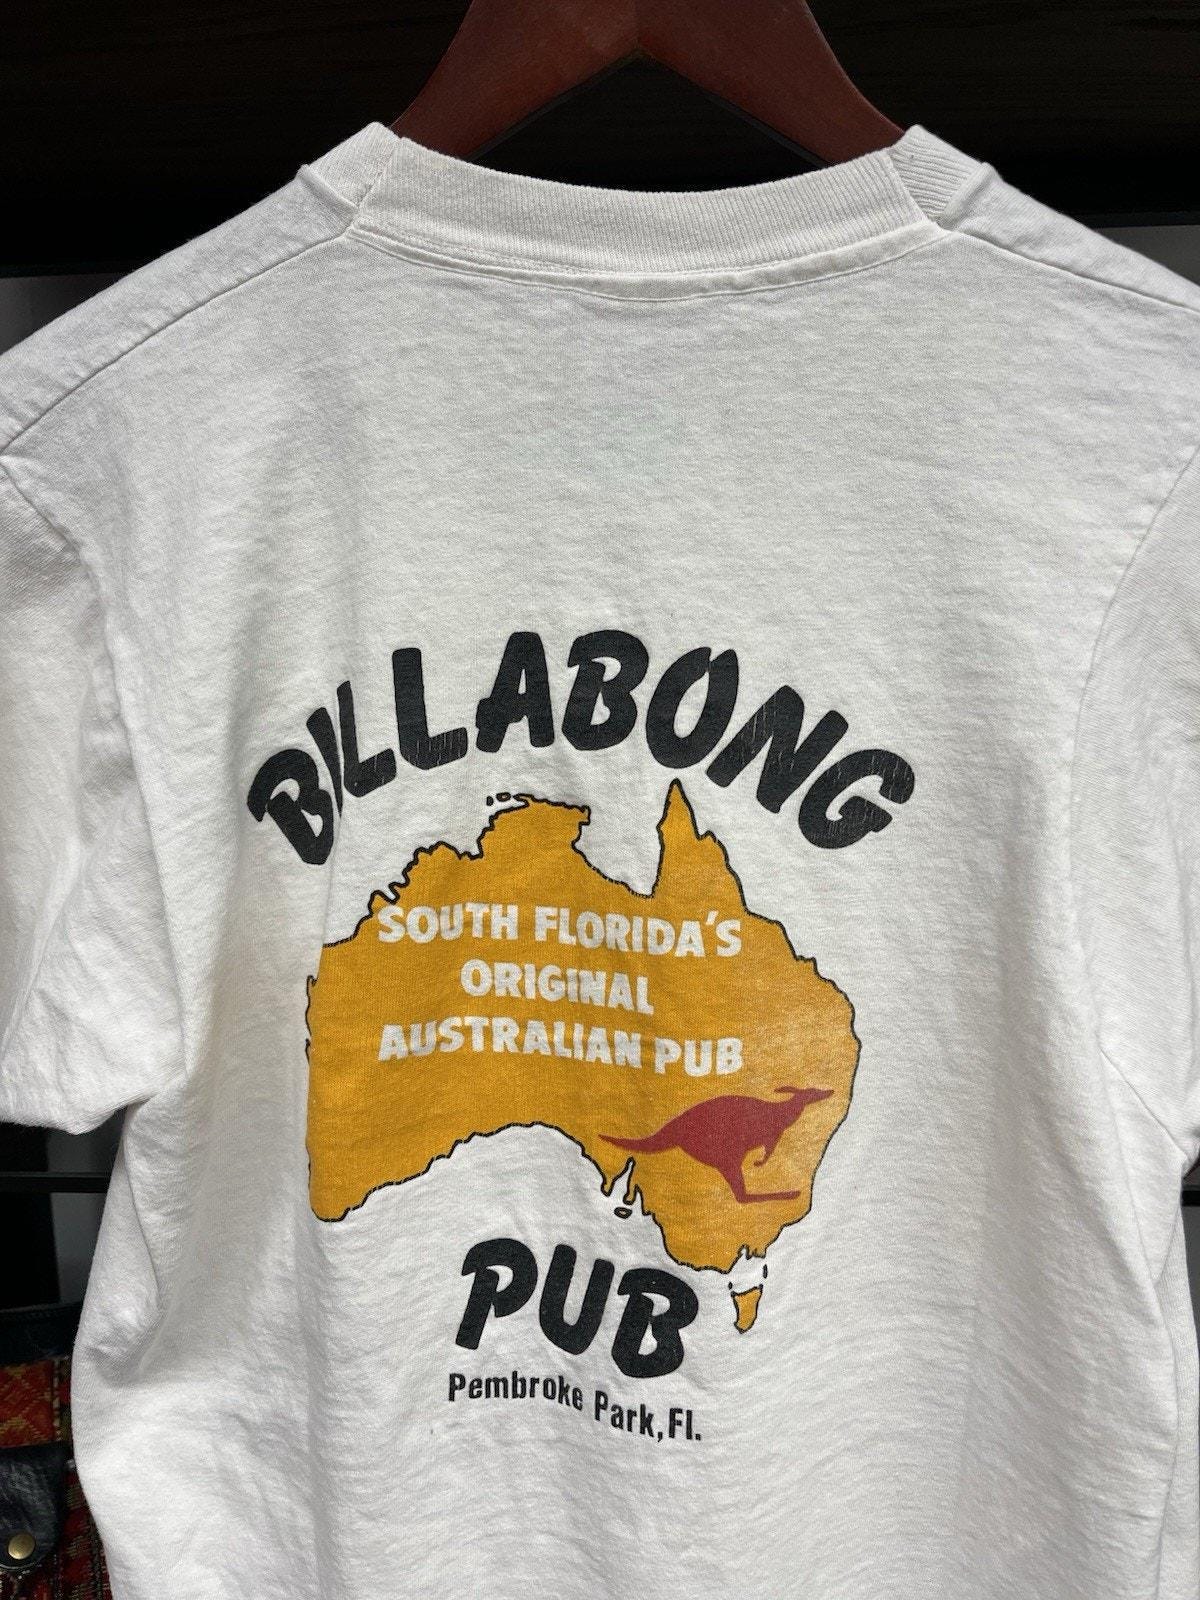 BILLABONG
SOUTH FLORIDA'S
ORIGINAL
AUSTRALIAN PUB
PUB
Pembroke Park, Fl.